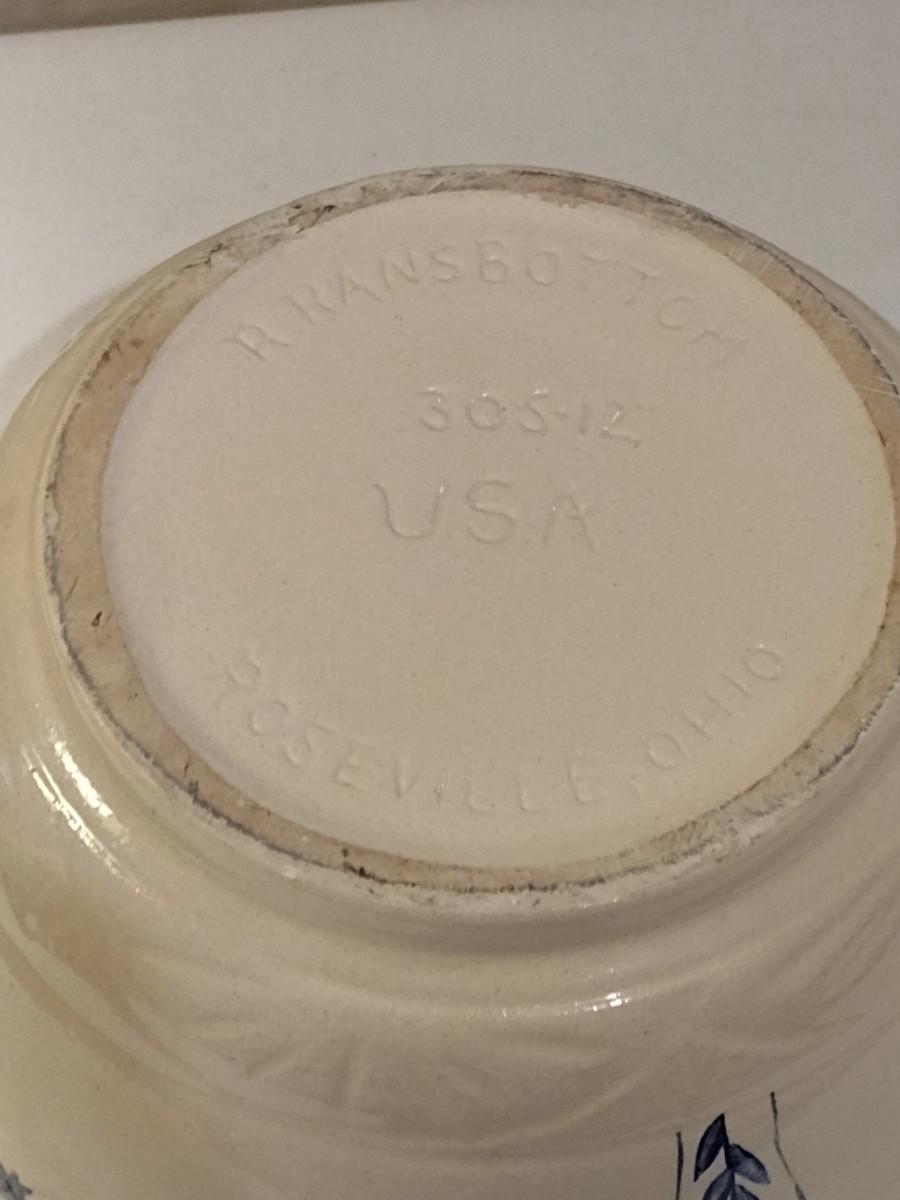 R.RANSBOTTOM
305-12"
USA
ROSEVILLE, OHIO